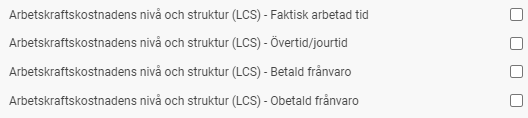 Arbetskraftskostnadens nivå och struktur (LCS) - Faktisk arbetad tid
Arbetskraftskostnadens nivå och struktur (LCS) - Övertid/jourtid
Arbetskraftskostnadens nivå och struktur (LCS) - Betald frånvaro
Arbetskraftskostnadens nivå och struktur (LCS) - Obetald frånvaro